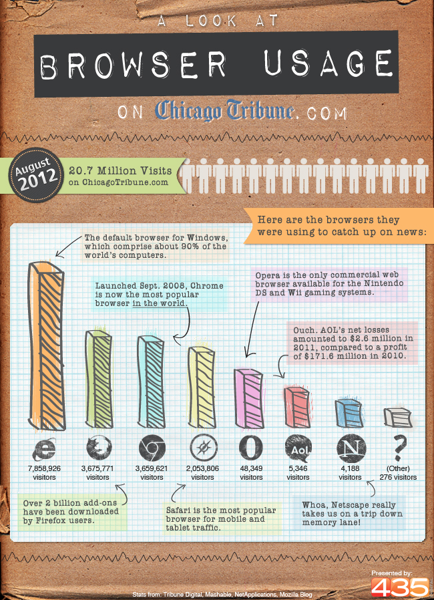 A LOOK AT
BROWSER USAGE
ON Chicago Tribune.COM
August
2012
20.7 Million Visits
on ChicagoTribune.com
Here are the browsers they
were using to catch up on news:
The default browser for Windows,
which comprise about 90% of the
world's computers.
Launched Sept. 2008, Chrome
is now the most popular
browser in the world.
Opera is the only commercial web
browser available for the Nintendo
DS and Wii gaming systems.
Ouch. AOL's net losses
amounted to $2.6 million in
2011, compared to a profit
of $171.6 million in 2010.
Aol
N
?
7,858,926
visitors
3,675,771
visitors
3,659,621
visitors
2,053,806
visitors
48,349
visitors
5,346
visitors
4,188
visitors
(Other)
276 visitors
Over 2 billion add-ons
have been downloaded
by Firefox users.
Safari is the most popular
browser for mobile and
tablet traffic.
Whoa, Netscape really
takes us on a trip down
memory lane!
Presented by:
435
Stats from: Tribune Digital, Mashable, NetApplications, Mozilla Blog